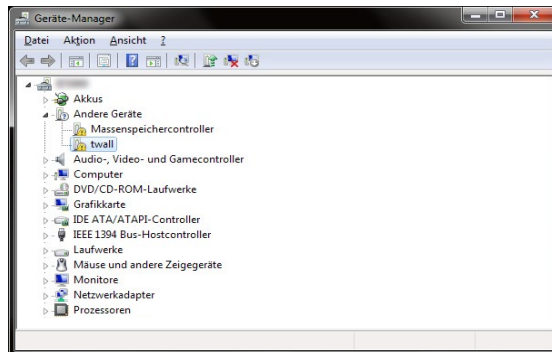 Geräte-Manager
Datei Aktion Ansicht ?
Akkus
Andere Geräte
Massenspeichercontroller
twall
Audio-, Video- und Gamecontroller
Computer
DVD/CD-ROM-Laufwerke
Grafikkarte
IDE ATA/ATAPI-Controller
IEEE 1394 Bus-Hostcontroller
Laufwerke
Mäuse und andere Zeigegeräte
Monitore
Netzwerkadapter
Prozessoren